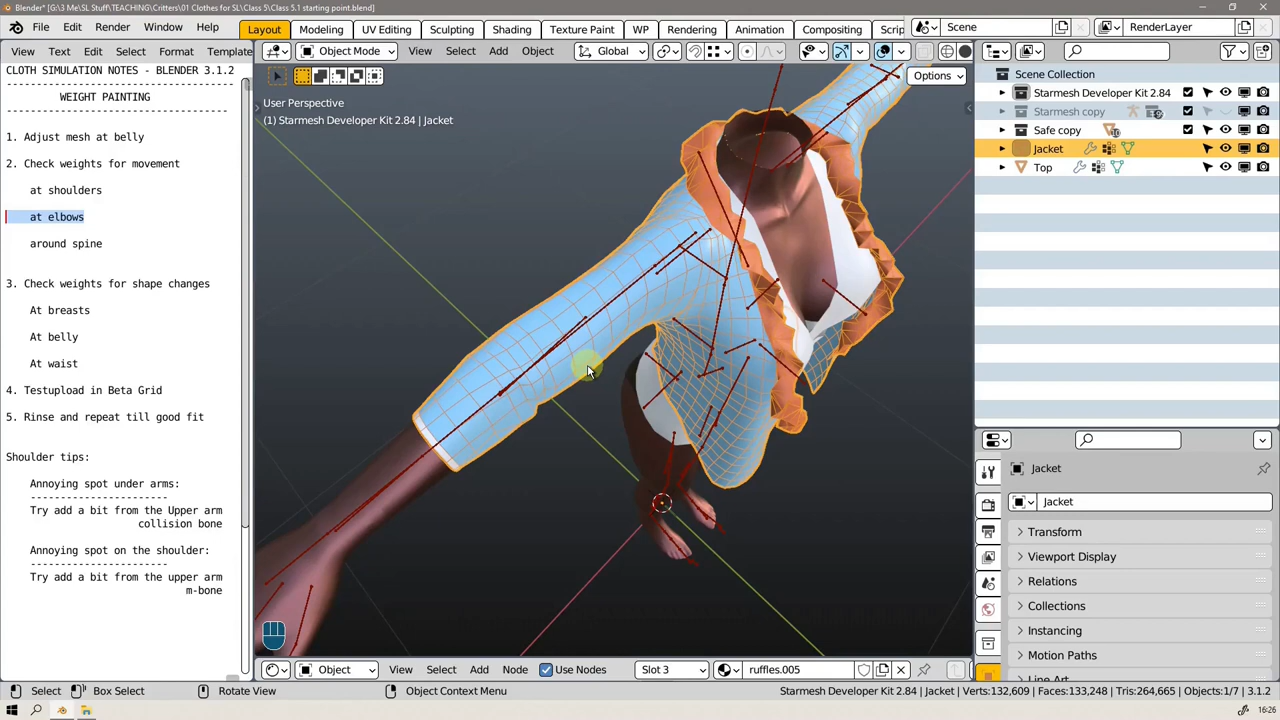 Blender* [G:\3 Me\SL Stuff\TEACHING\Critters\01 Clothes for SL\Class 5\Class 5.1 starting point.blend]
File Edit Render Window Help Layout Modeling UV Editing Sculpting Shading Texture Paint WP Rendering Animation Compositing Scrip Scene RenderLayer
View Text Edit Select Format Template Object Mode View Select Add Object Global
Options
CLOTH SIMULATION NOTES - BLENDER 3.1.2
WEIGHT PAINTING
1. Adjust mesh at belly
2. Check weights for movement
at shoulders
at elbows
around spine
3. Check weights for shape changes
At breasts
At belly
At waist
4. Testupload in Beta Grid
5. Rinse and repeat till good fit
Shoulder tips:
Annoying spot under arms:
-----------------------
Try add a bit from the Upper arm
collision bone
Annoying spot on the shoulder:
------------------------------
Try add a bit from the upper arm
m-bone
User Perspective
(1) Starmesh Developer Kit 2.84 | Jacket
Scene Collection
Starmesh Developer Kit 2.84
Starmesh copy
Safe copy
Jacket
Top
Jacket
Jacket
Transform
Viewport Display
Relations
Collections
Instancing
Motion Paths
Line Art
Object View Select Add Node Use Nodes Slot 3 ruffles.005
Select Box Select Rotate View Object Context Menu Starmesh Developer Kit 2.84 | Jacket | Verts:132,609 | Faces:133,248 | Tris:264,665 | Objects:1/7 | 3.1.2
16:26